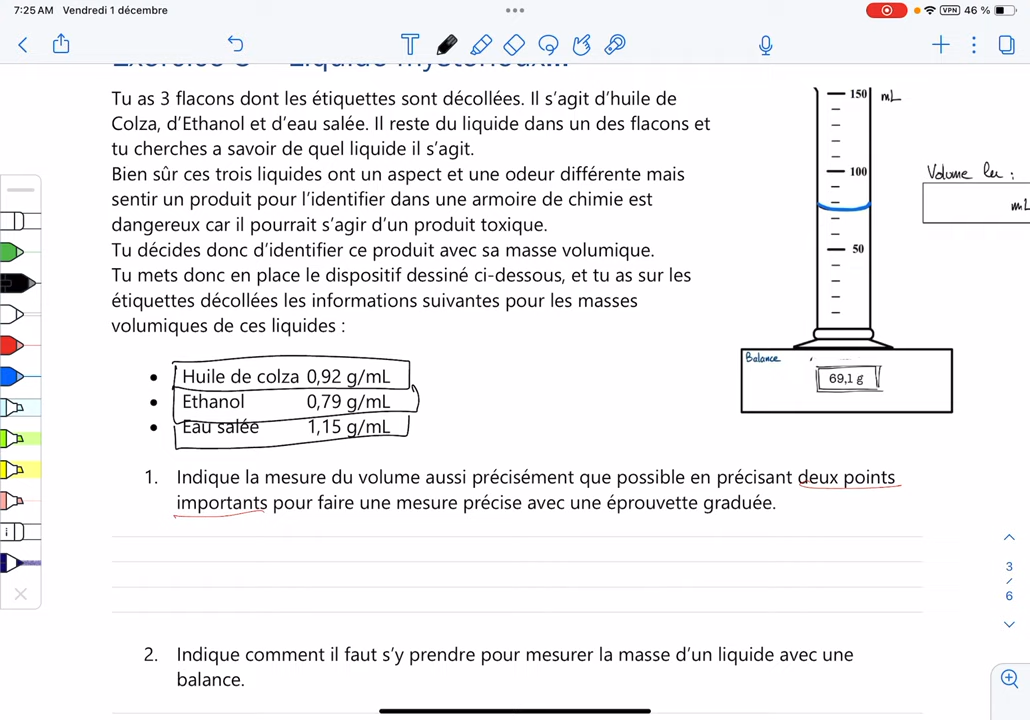 7:25 AM Vendredi 1 décembre
VPN 46 %
Exercice 3 – Liquide mystérieux...
Tu as 3 flacons dont les étiquettes sont décollées. Il s’agit d’huile de
Colza, d’Ethanol et d’eau salée. Il reste du liquide dans un des flacons et
tu cherches a savoir de quel liquide il s’agit.
Bien sûr ces trois liquides ont un aspect et une odeur différente mais
sentir un produit pour l’identifier dans une armoire de chimie est
dangereux car il pourrait s’agir d’un produit toxique.
Tu décides donc d’identifier ce produit avec sa masse volumique.
Tu mets donc en place le dispositif dessiné ci-dessous, et tu as sur les
étiquettes décollées les informations suivantes pour les masses
volumiques de ces liquides :
• Huile de colza 0,92 g/mL
• Ethanol 0,79 g/mL
• Eau salée 1,15 g/mL
150 mL
100
50
Volume lu :
mL
Balance
69,1 g
1. Indique la mesure du volume aussi précisément que possible en précisant deux points
importants pour faire une mesure précise avec une éprouvette graduée.
2. Indique comment il faut s’y prendre pour mesurer la masse d’un liquide avec une
balance.
3
/
6